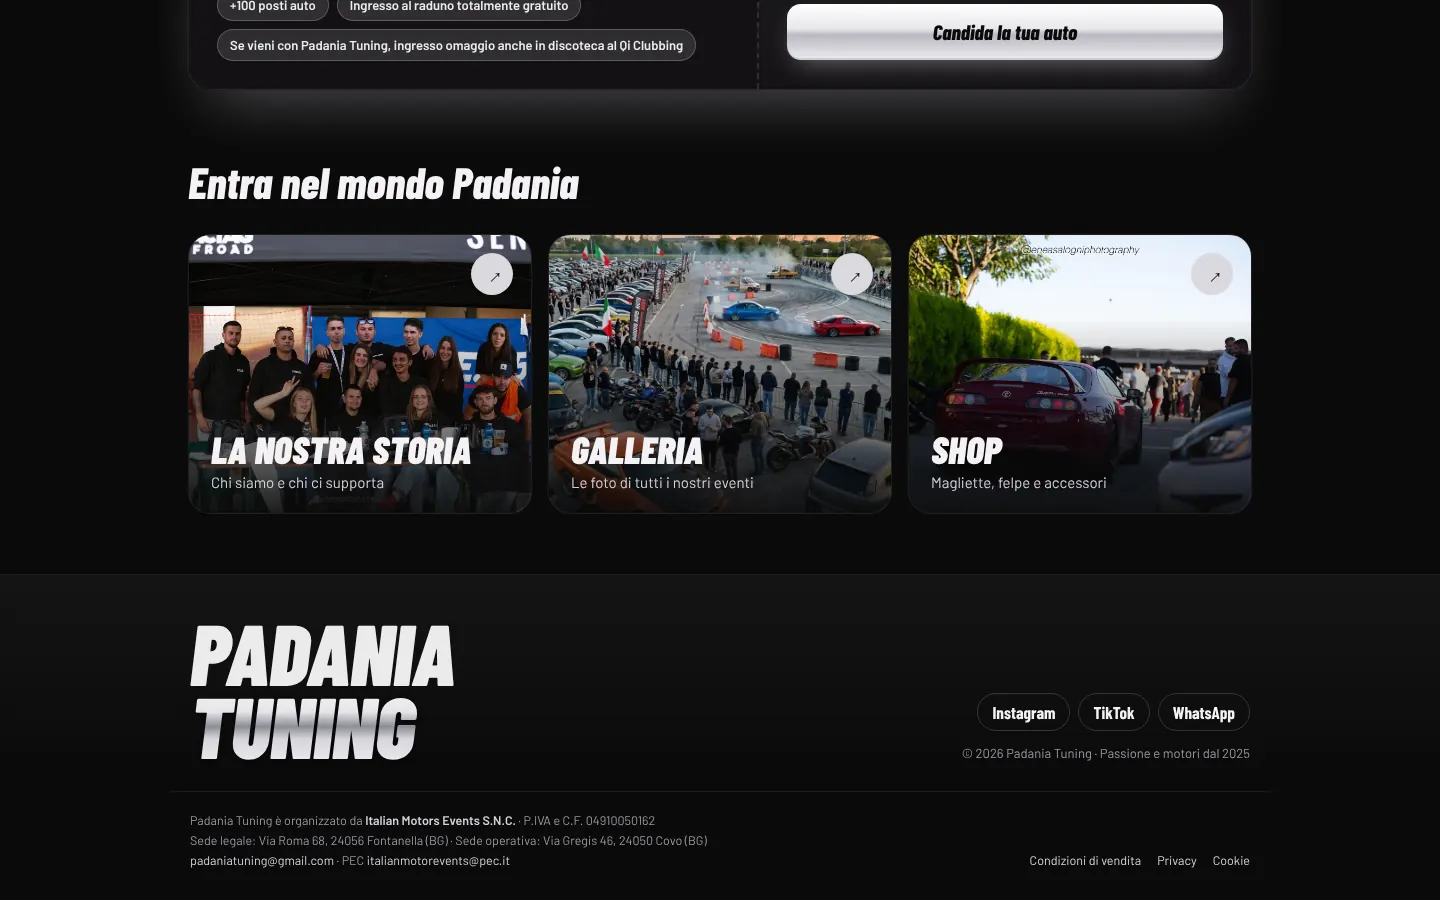 +100 posti auto
Ingresso al raduno totalmente gratuito
Se vieni con Padania Tuning, ingresso omaggio anche in discoteca al Qi Clubbing
Candida la tua auto
Entra nel mondo Padania
FROAD
SEN
↗
↗
@eneasalogniphotography
↗
LA NOSTRA STORIA
Chi siamo e chi ci supporta
GALLERIA
Le foto di tutti i nostri eventi
SHOP
Magliette, felpe e accessori
PADANIA
TUNING
Instagram
TikTok
WhatsApp
© 2026 Padania Tuning · Passione e motori dal 2025
Padania Tuning è organizzato da Italian Motors Events S.N.C. · P.IVA e C.F. 04910050162
Sede legale: Via Roma 68, 24056 Fontanella (BG) · Sede operativa: Via Gregis 46, 24050 Covo (BG)
padaniatuning@gmail.com · PEC italianmotorevents@pec.it
Condizioni di vendita
Privacy
Cookie